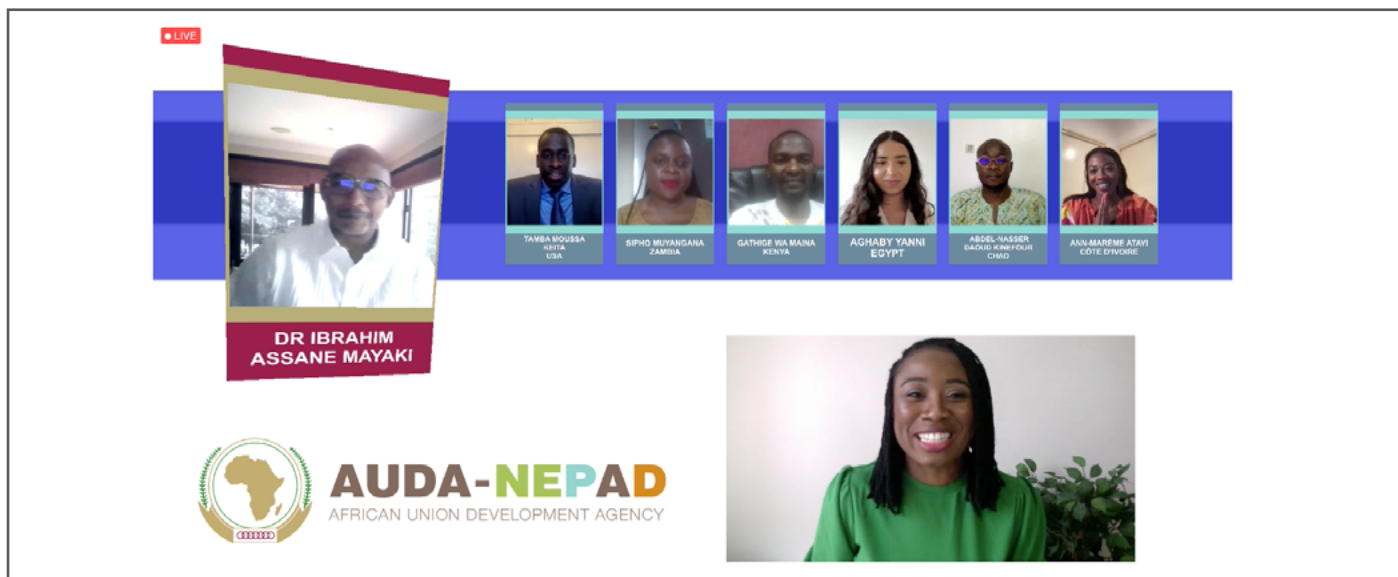 LIVE
TAMBA MOUSSA
KEITA
USA
SIPHO MUYANGANA
ZAMBIA
GATHIGE WA MAINA
KENYA
AGHABY YANNI
EGYPT
ABDEL-NASSER
DAOUD KINEFOUR
CHAD
ANN-MARÈME ATAYI
CÔTE D'IVOIRE
DR IBRAHIM
ASSANE MAYAKI
AUDA-NEPAD
AFRICAN UNION DEVELOPMENT AGENCY